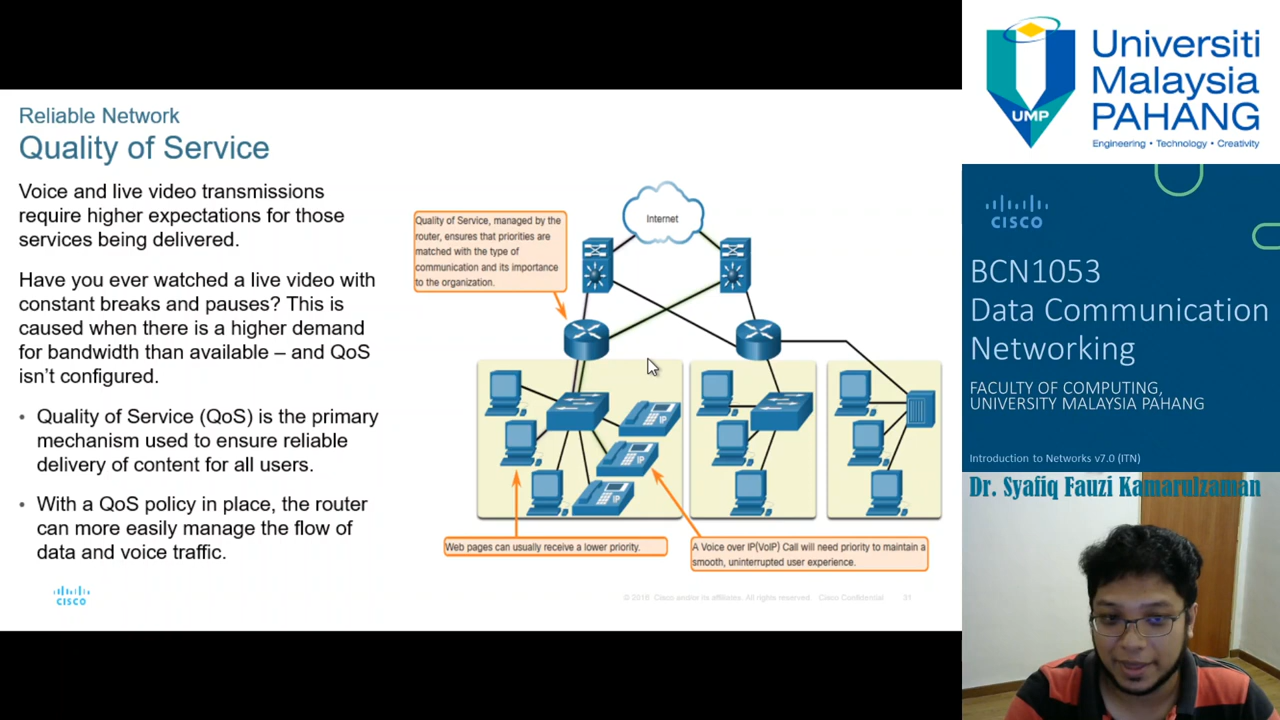 Reliable Network
Quality of Service
Voice and live video transmissions
require higher expectations for those
services being delivered.
Have you ever watched a live video with
constant breaks and pauses? This is
caused when there is a higher demand
for bandwidth than available – and QoS
isn't configured.
• Quality of Service (QoS) is the primary
mechanism used to ensure reliable
delivery of content for all users.
• With a QoS policy in place, the router
can more easily manage the flow of
data and voice traffic.
CISCO
Internet
Quality of Service, managed by the
router, ensures that priorities are
matched with the type of
communication and its importance
to the organization.
IP
IP
IP
Web pages can usually receive a lower priority.
A Voice over IP(VoIP) Call will need priority to maintain a
smooth, uninterrupted user experience.
© 2016 Cisco and/or its affiliates. All rights reserved. Cisco Confidential 31
UMP
Universiti
Malaysia
PAHANG
Engineering • Technology • Creativity
CISCO
BCN1053
Data Communication
Networking
FACULTY OF COMPUTING,
UNIVERSITY MALAYSIA PAHANG
Introduction to Networks v7.0 (ITN)
Dr. Syafiq Fauzi Kamarulzaman